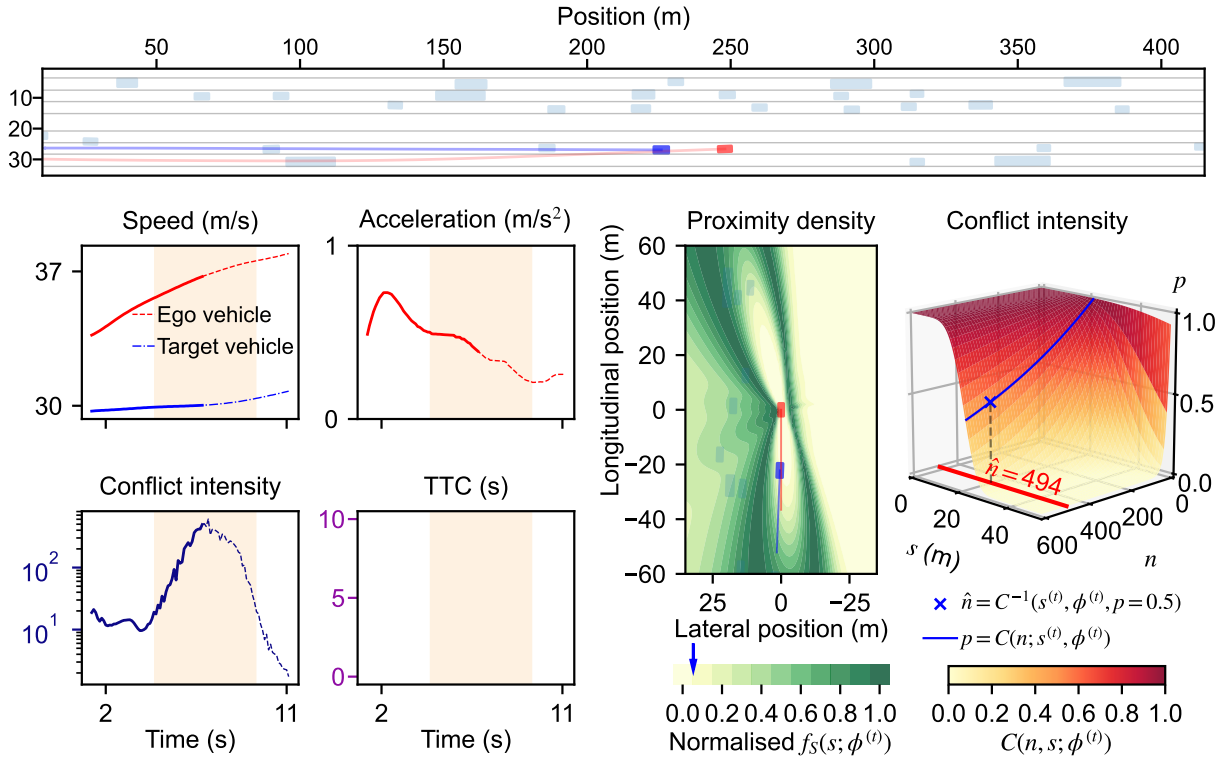 Position (m)
50 100 150 200 250 300 350 400
10
20
30
Speed (m/s)
37
30
Ego vehicle
Target vehicle
2 11
Acceleration (m/s²)
1
0
2 11
Proximity density
Longitudinal position (m)
60
40
20
0
−20
−40
−60
25 0 −25
Lateral position (m)
0.0 0.2 0.4 0.6 0.8 1.0
Normalised f_S(s; ϕ^(t))
Conflict intensity
p
1.0
0.5
0.0
n̂ = 494
0 20 40
s (m)
600 400 200 0
n
n̂ = C⁻¹(s^(t), ϕ^(t), p = 0.5)
p = C(n; s^(t), ϕ^(t))
0.0 0.2 0.4 0.6 0.8 1.0
C(n, s; ϕ^(t))
Conflict intensity
10²
10¹
2 11
Time (s)
TTC (s)
10
5
0
2 11
Time (s)